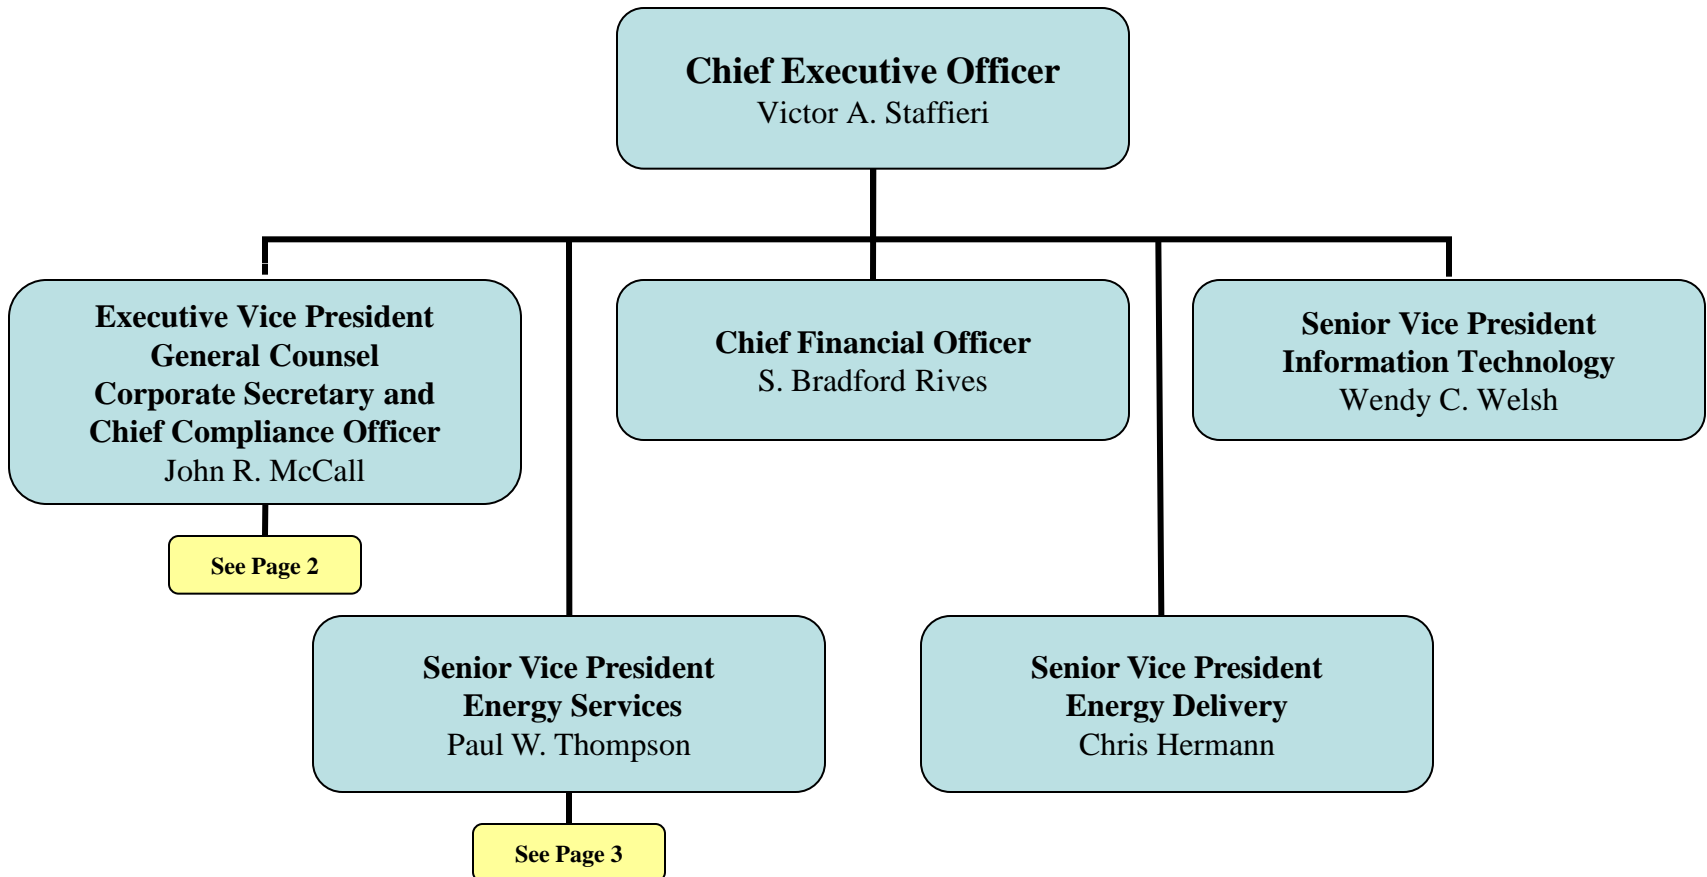 Chief Executive Officer
Victor A. Staffieri
Executive Vice President
General Counsel
Corporate Secretary and
Chief Compliance Officer
John R. McCall
See Page 2
Chief Financial Officer
S. Bradford Rives
Senior Vice President
Information Technology
Wendy C. Welsh
Senior Vice President
Energy Services
Paul W. Thompson
See Page 3
Senior Vice President
Energy Delivery
Chris Hermann